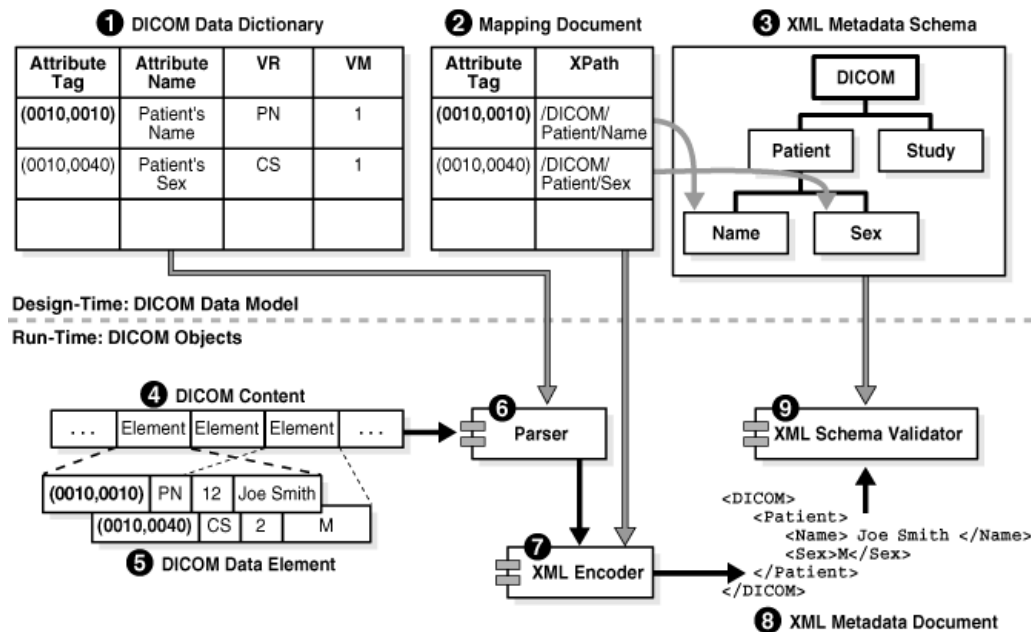 1 DICOM Data Dictionary
Attribute Tag
Attribute Name
VR
VM
(0010,0010)
Patient's Name
PN
1
(0010,0040)
Patient's Sex
CS
1
2 Mapping Document
Attribute Tag
XPath
(0010,0010)
/DICOM/
Patient/Name
(0010,0040)
/DICOM/
Patient/Sex
3 XML Metadata Schema
DICOM
Patient
Study
Name
Sex
Design-Time: DICOM Data Model
Run-Time: DICOM Objects
4 DICOM Content
. . . Element Element Element . . .
(0010,0010) PN 12 Joe Smith
(0010,0040) CS 2 M
5 DICOM Data Element
6
Parser
7
XML Encoder
9
XML Schema Validator
<DICOM>
<Patient>
<Name> Joe Smith </Name>
<Sex>M</Sex>
</Patient>
</DICOM>
8 XML Metadata Document